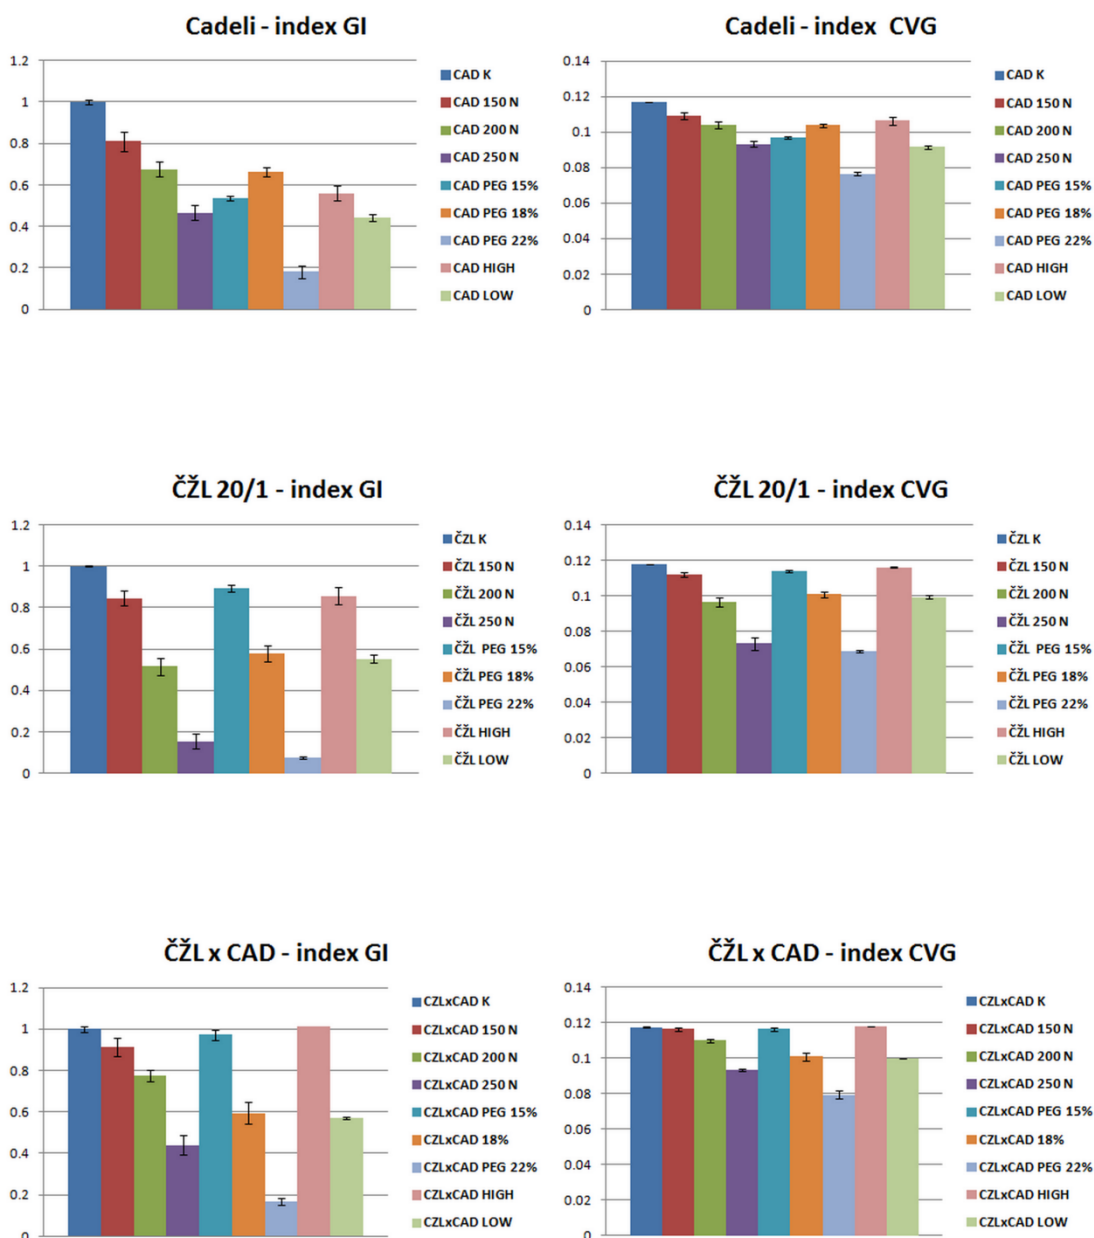 Cadeli - index GI
1.2
1
0.8
0.6
0.4
0.2
0
CAD K
CAD 150 N
CAD 200 N
CAD 250 N
CAD PEG 15%
CAD PEG 18%
CAD PEG 22%
CAD HIGH
CAD LOW
Cadeli - index CVG
0.14
0.12
0.1
0.08
0.06
0.04
0.02
0
CAD K
CAD 150 N
CAD 200 N
CAD 250 N
CAD PEG 15%
CAD PEG 18%
CAD PEG 22%
CAD HIGH
CAD LOW
ČŽL 20/1 - index GI
1.2
1
0.8
0.6
0.4
0.2
0
ČZL K
ČŽL 150 N
ČŽL 200 N
ČŽL 250 N
ČŽL PEG 15%
ČŽL PEG 18%
ČŽL PEG 22%
ČŽL HIGH
ČŽL LOW
ČŽL 20/1 - index CVG
0.14
0.12
0.1
0.08
0.06
0.04
0.02
0
ČZL K
ČŽL 150 N
ČŽL 200 N
ČŽL 250 N
ČŽL PEG 15%
ČŽL PEG 18%
ČŽL PEG 22%
ČŽL HIGH
ČŽL LOW
ČŽL x CAD - index GI
1.2
1
0.8
0.6
0.4
0.2
0
CZLxCAD K
CZLxCAD 150 N
CZLxCAD 200 N
CZLxCAD 250 N
CZLxCAD PEG 15%
CZLxCAD 18%
CZLxCAD PEG 22%
CZLxCAD HIGH
CZLxCAD LOW
ČŽL x CAD - index CVG
0.14
0.12
0.1
0.08
0.06
0.04
0.02
0
CZLxCAD K
CZLxCAD 150 N
CZLxCAD 200 N
CZLxCAD 250 N
CZLxCAD PEG 15%
CZLxCAD 18%
CZLxCAD PEG 22%
CZLxCAD HIGH
CZLxCAD LOW